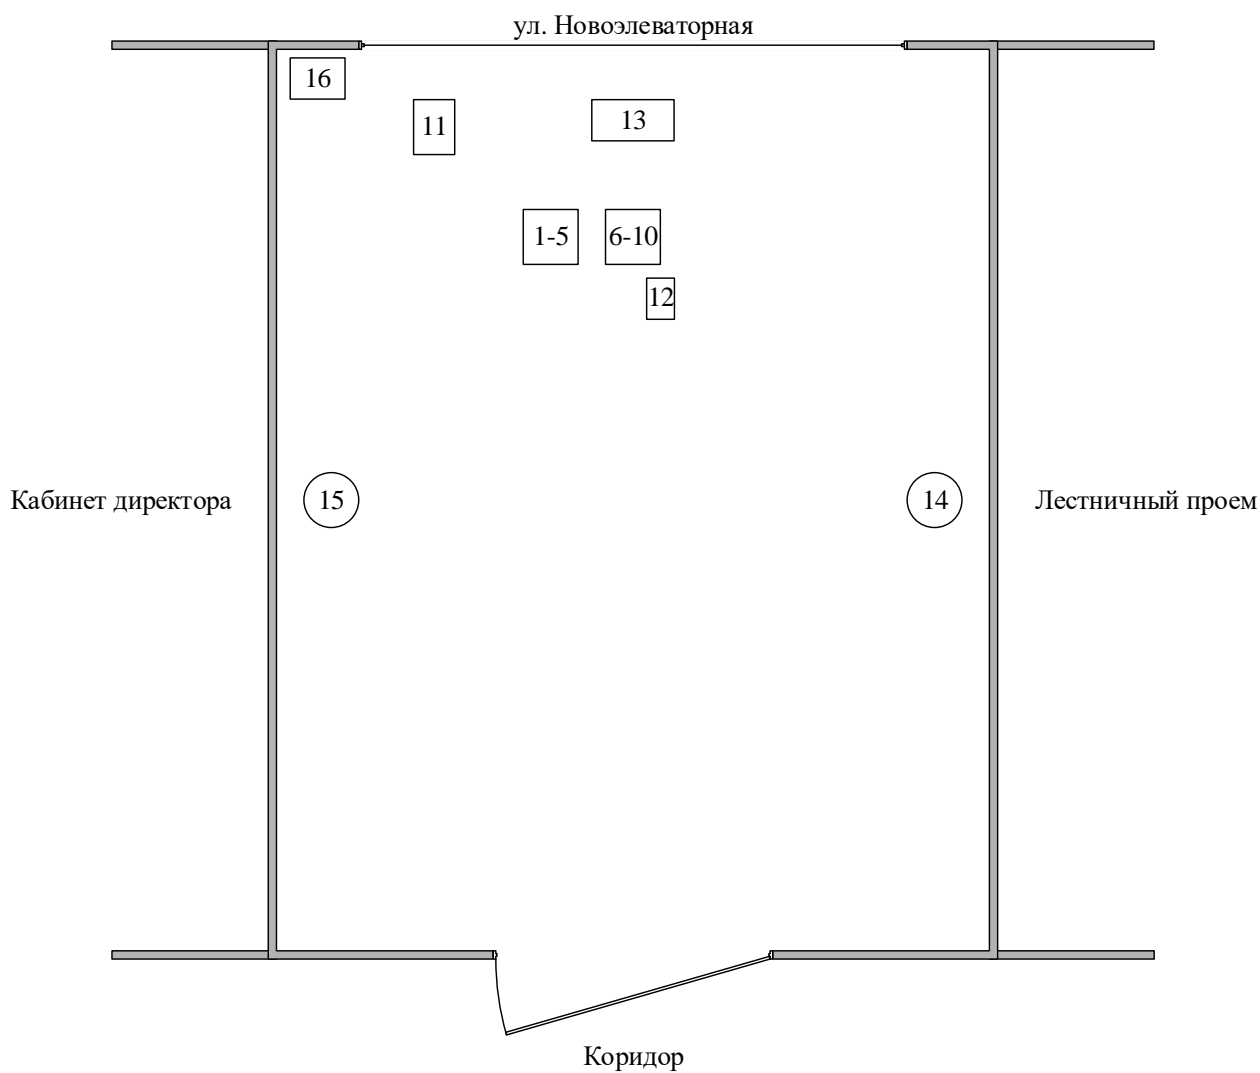 ул. Новоэлеваторная
16
11
13
1-5
6-10
12
Кабинет директора
15
14
Лестничный проем
Коридор